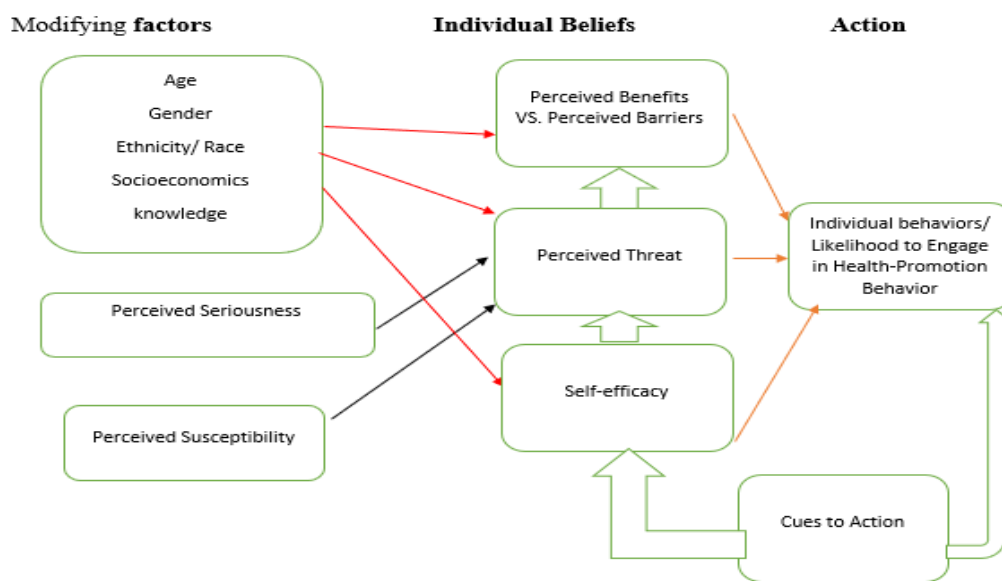 Modifying factors
Individual Beliefs
Action
Age
Gender
Ethnicity/ Race
Socioeconomics
knowledge
Perceived Benefits
VS. Perceived Barriers
Perceived Threat
Individual behaviors/
Likelihood to Engage
in Health-Promotion
Behavior
Perceived Seriousness
Self-efficacy
Perceived Susceptibility
Cues to Action